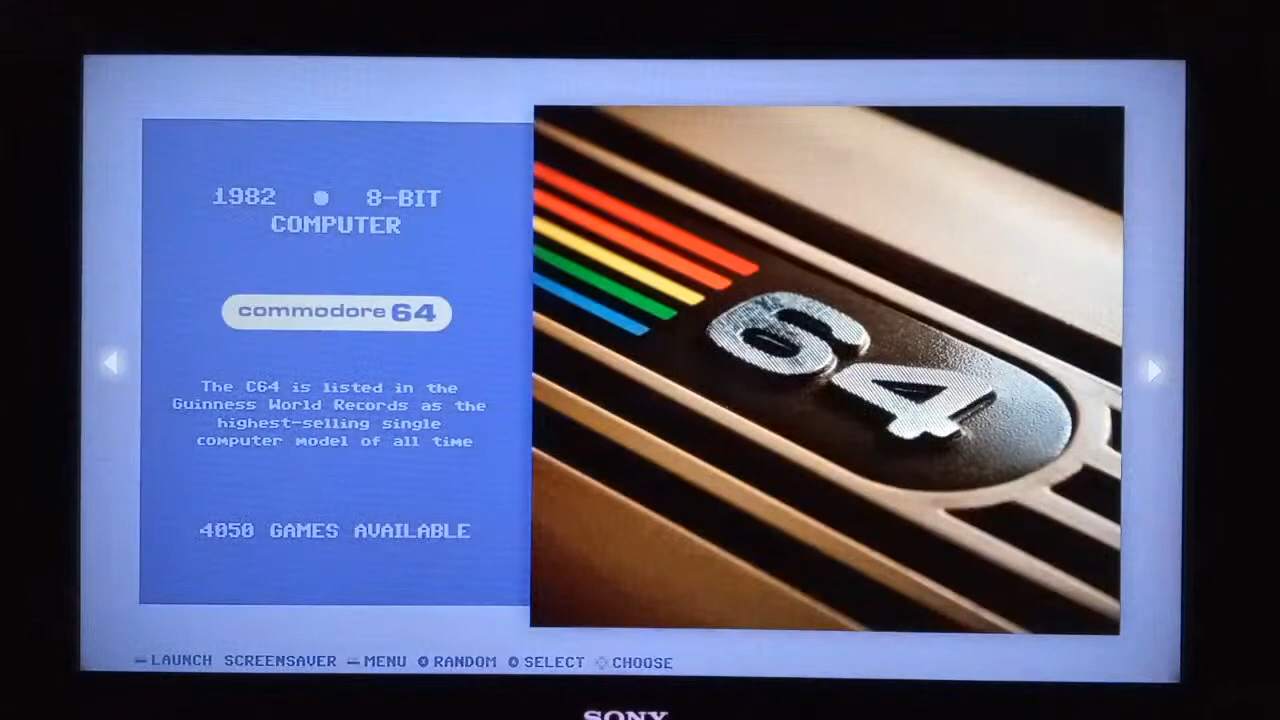 1982 ● 8-BIT
COMPUTER
commodore 64
The C64 is listed in the
Guinness World Records as the
highest-selling single
computer model of all time
4050 GAMES AVAILABLE
64
LAUNCH SCREENSAVER MENU RANDOM SELECT CHOOSE
SONY